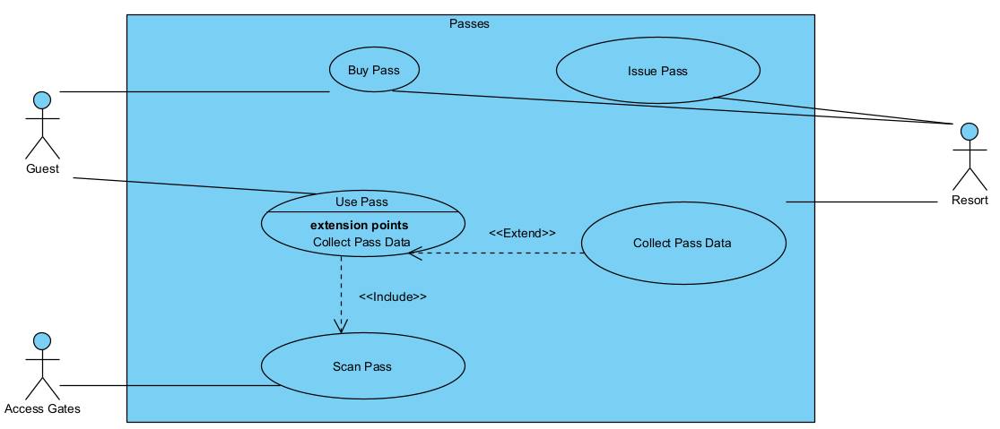 Passes
Buy Pass
Issue Pass
Guest
Resort
Use Pass
extension points
Collect Pass Data
<<Extend>>
Collect Pass Data
<<Include>>
Scan Pass
Access Gates